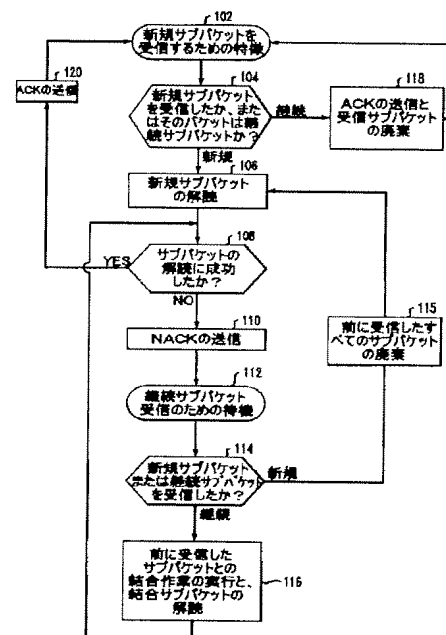 102
新規サブパケットを
受信するための待機
120
ACKの送信
104
新規サブパケット
を受信したか、また
はそのパケットは継
続サブパケットか?
継続
118
ACKの送信と
受信サブパケット
の廃棄
新規
106
新規サブパケット
の解読
108
サブパケットの
解読に成功
したか?
YES
NO
110
NACKの送信
115
前に受信したす
べてのサブパケット
の廃棄
112
継続サブパケット
受信のための待機
114
新規サブパケット
または継続サブパケット
を受信したか?
新規
継続
前に受信した
サブパケットとの
結合作業の実行と、
結合サブパケットの
解読
116